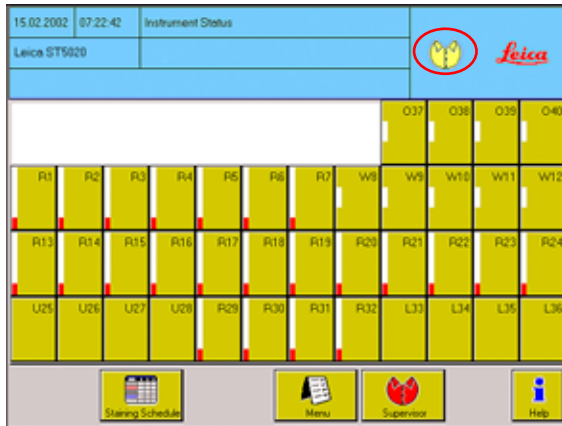 15.02.2002 07:22:42 Instrument Status
Leica ST5020
Leica
O37 O38 O39 O40
R1 R2 R3 R4 R5 R6 R7 W8 W9 W10 W11 W12
R13 R14 R15 R16 R17 R18 R19 R20 R21 R22 R23 R24
U25 U26 U27 U28 R29 R30 R31 R32 L33 L34 L35 L36
Staining Schedule Menu Supervisor Help